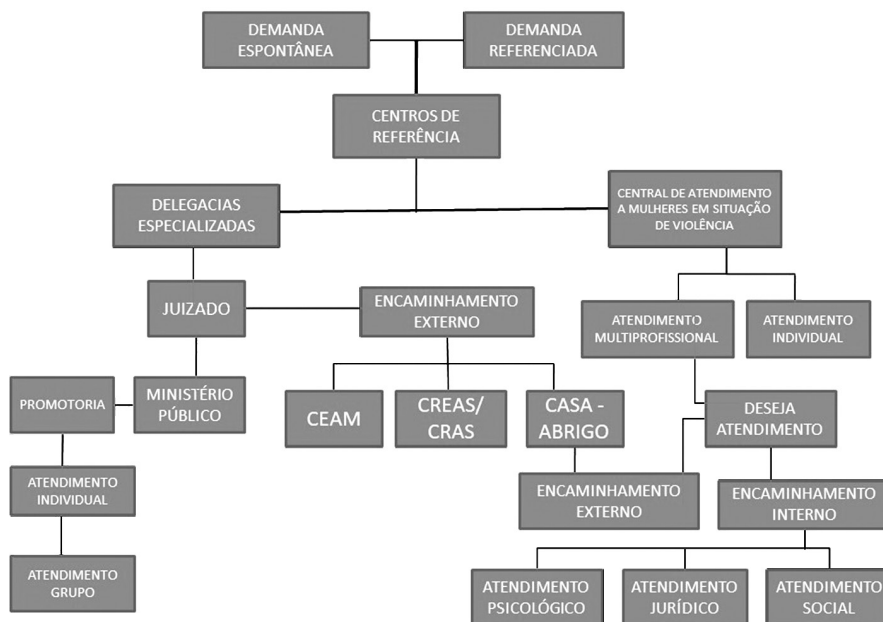 DEMANDA
ESPONTÂNEA
DEMANDA
REFERENCIADA
CENTROS DE
REFERÊNCIA
DELEGACIAS
ESPECIALIZADAS
CENTRAL DE ATENDIMENTO
A MULHERES EM SITUAÇÃO
DE VIOLÊNCIA
JUIZADO
ENCAMINHAMENTO
EXTERNO
ATENDIMENTO
MULTIPROFISSIONAL
ATENDIMENTO
INDIVIDUAL
PROMOTORIA
MINISTÉRIO
PÚBLICO
CEAM
CREAS/
CRAS
CASA -
ABRIGO
DESEJA
ATENDIMENTO
ATENDIMENTO
INDIVIDUAL
ENCAMINHAMENTO
EXTERNO
ENCAMINHAMENTO
INTERNO
ATENDIMENTO
GRUPO
ATENDIMENTO
PSICOLÓGICO
ATENDIMENTO
JURÍDICO
ATENDIMENTO
SOCIAL